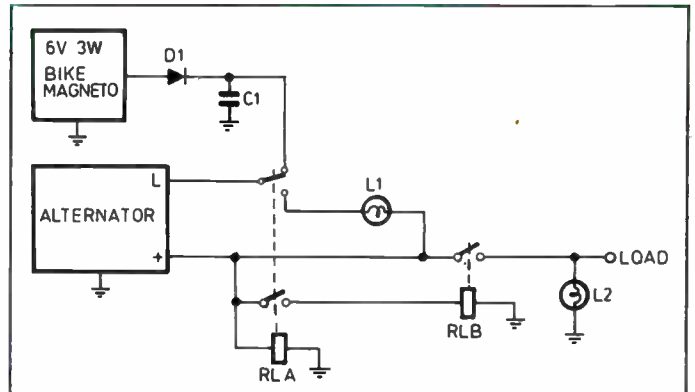 6V 3W
BIKE
MAGNETO
D1
C1
L
ALTERNATOR
+
L1
LOAD
L2
RLB
RLA